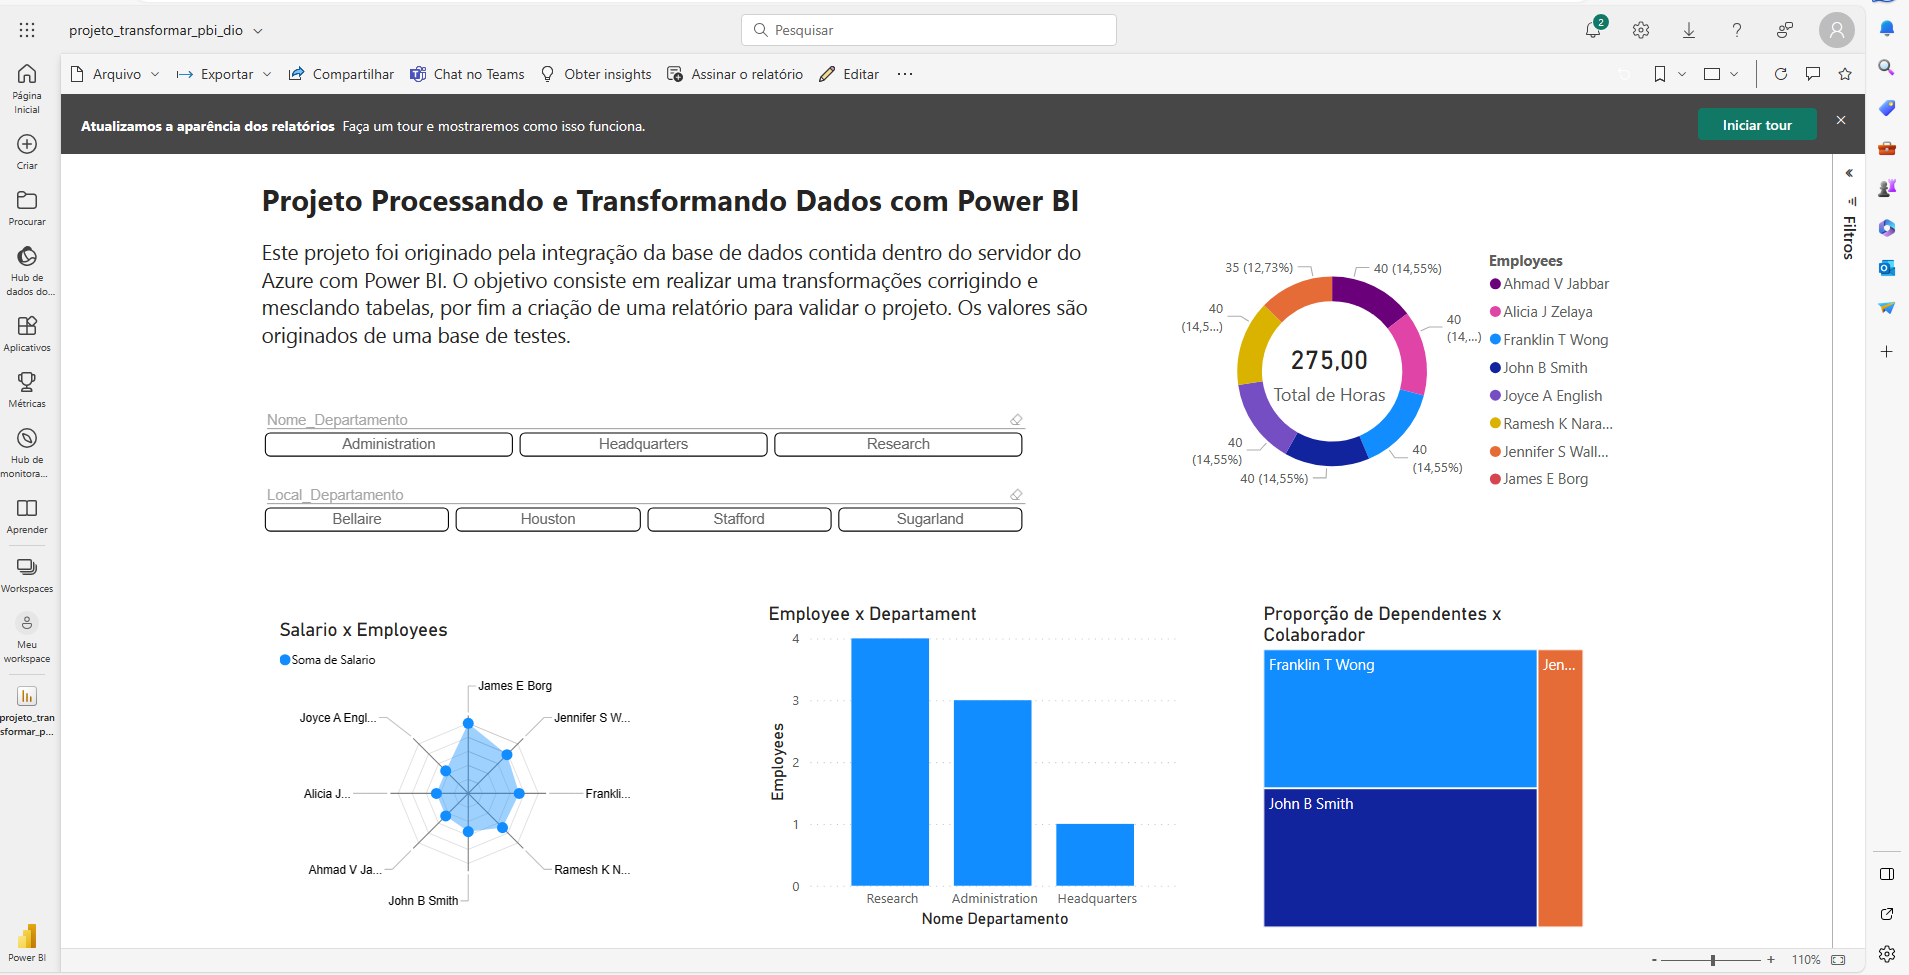 projeto_transformar_pbi_dio
Pesquisar
2
Arquivo
Exportar
Compartilhar
Chat no Teams
Obter insights
Assinar o relatório
Editar
Página
Inicial
Criar
Procurar
Hub de
dados do...
Aplicativos
Métricas
Hub de
monitora...
Aprender
Workspaces
Meu
workspace
projeto_tran
sformar_p...
Power BI
Atualizamos a aparência dos relatórios Faça um tour e mostraremos como isso funciona.
Iniciar tour
Filtros
Projeto Processando e Transformando Dados com Power BI
Este projeto foi originado pela integração da base de dados contida dentro do servidor do
Azure com Power BI. O objetivo consiste em realizar uma transformações corrigindo e
mesclando tabelas, por fim a criação de uma relatório para validar o projeto. Os valores são
originados de uma base de testes.
Nome_Departamento
Administration
Headquarters
Research
Local_Departamento
Bellaire
Houston
Stafford
Sugarland
35 (12,73%)
40 (14,55%)
40
(14,5...)
40
(14,...)
275,00
Total de Horas
40
(14,55%)
40
(14,55%)
40 (14,55%)
Employees
Ahmad V Jabbar
Alicia J Zelaya
Franklin T Wong
John B Smith
Joyce A English
Ramesh K Nara...
Jennifer S Wall...
James E Borg
Salario x Employees
Soma de Salario
James E Borg
Joyce A Engl...
Jennifer S W...
Alicia J...
Frankli...
Ahmad V Ja...
Ramesh K N...
John B Smith
Employee x Departament
4
3
2
1
0
Employees
Research
Administration
Headquarters
Nome Departamento
Proporção de Dependentes x
Colaborador
Franklin T Wong
Jen...
John B Smith
- + 110%